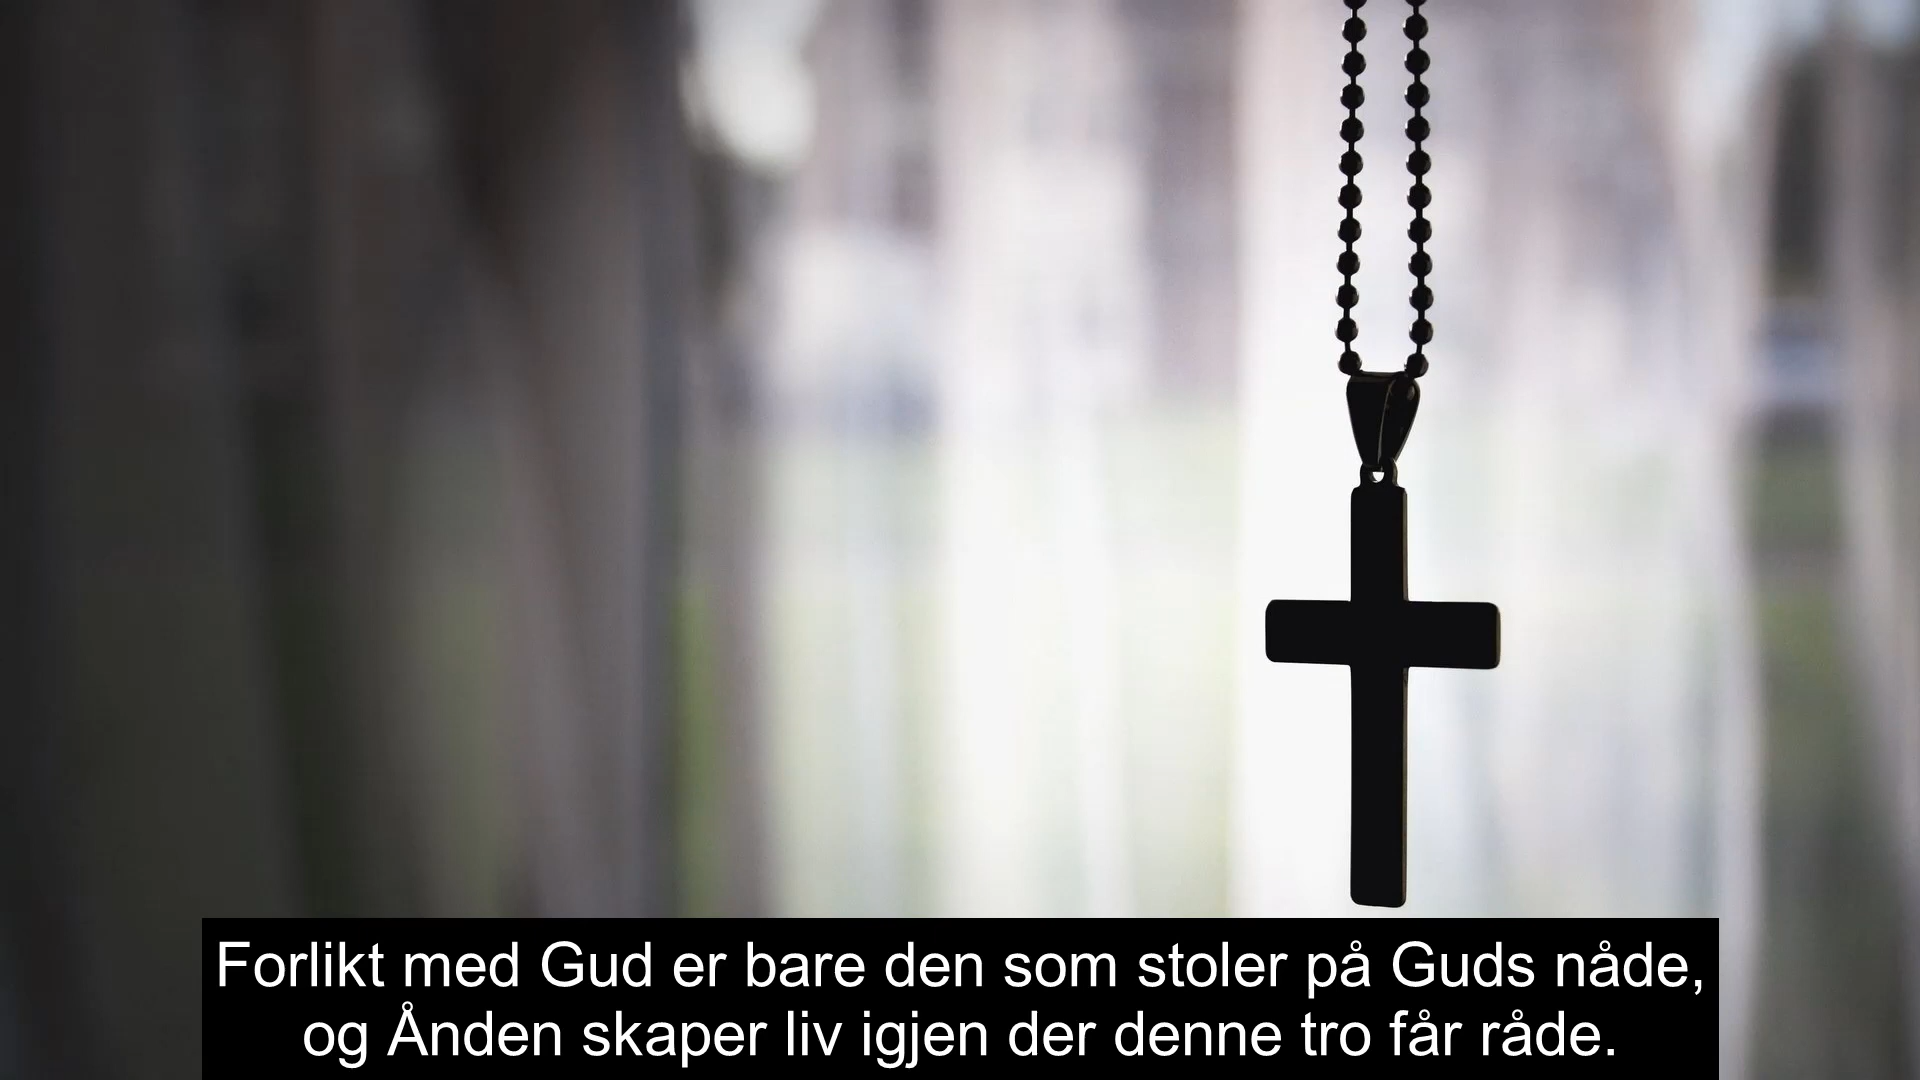 Forlikt med Gud er bare den som stoler på Guds nåde,
og Ånden skaper liv igjen der denne tro får råde.